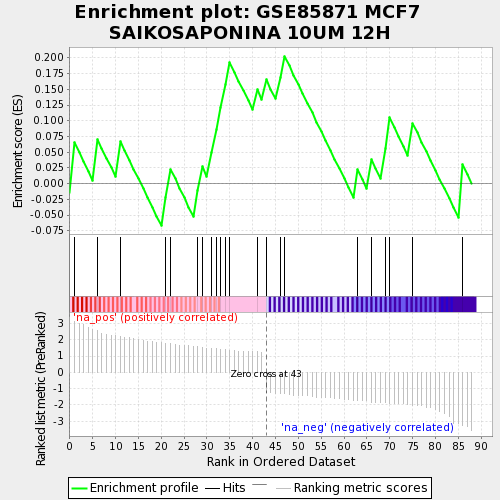 Enrichment plot: GSE85871 MCF7
SAIKOSAPONINA 10UM 12H
Enrichment score (ES)
0.200
0.175
0.150
0.125
0.100
0.075
0.050
0.025
0.000
-0.025
-0.050
-0.075
'na_pos' (positively correlated)
Ranked list metric (PreRanked)
3
2
1
0
-1
-2
-3
Zero cross at 43
'na_neg' (negatively correlated)
0 5 10 15 20 25 30 35 40 45 50 55 60 65 70 75 80 85 90
Rank in Ordered Dataset
Enrichment profile Hits Ranking metric scores